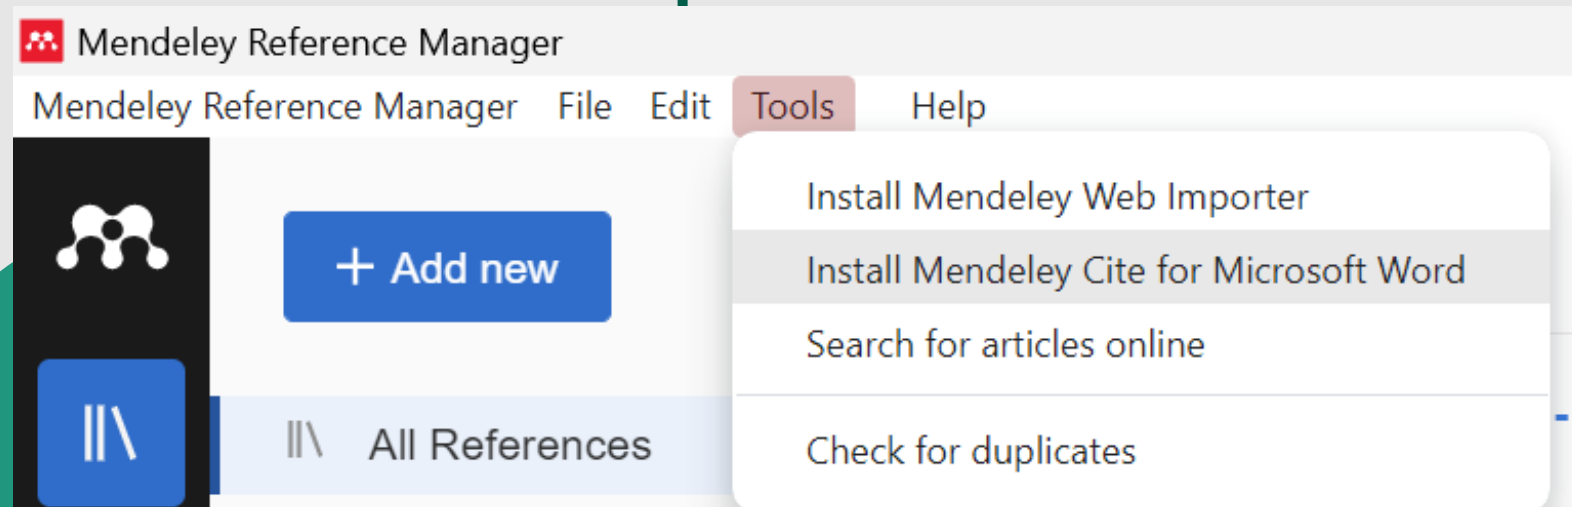 Mendeley Reference Manager
Mendeley Reference Manager File Edit Tools Help
Install Mendeley Web Importer
+ Add new
Install Mendeley Cite for Microsoft Word
Search for articles online
All References
Check for duplicates